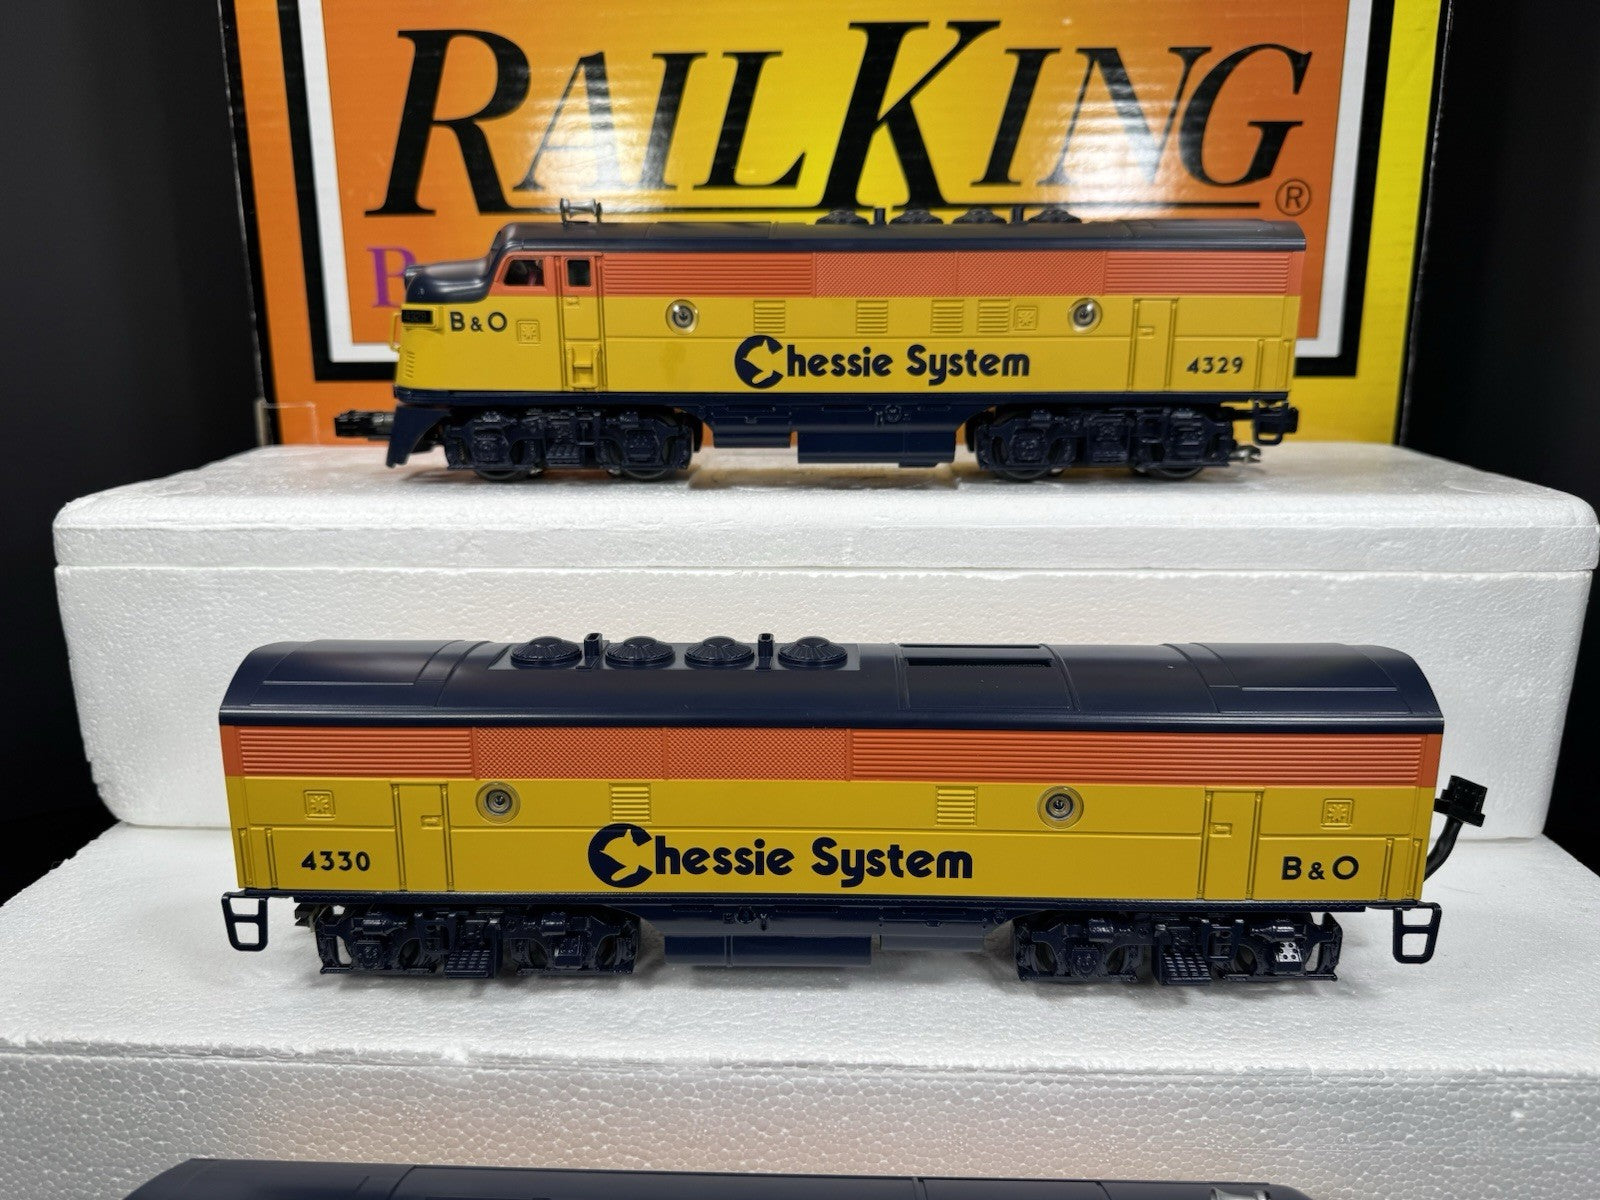 RAILKING®
B
B & O
Chessie System
4329
4330
Chessie System
B & O